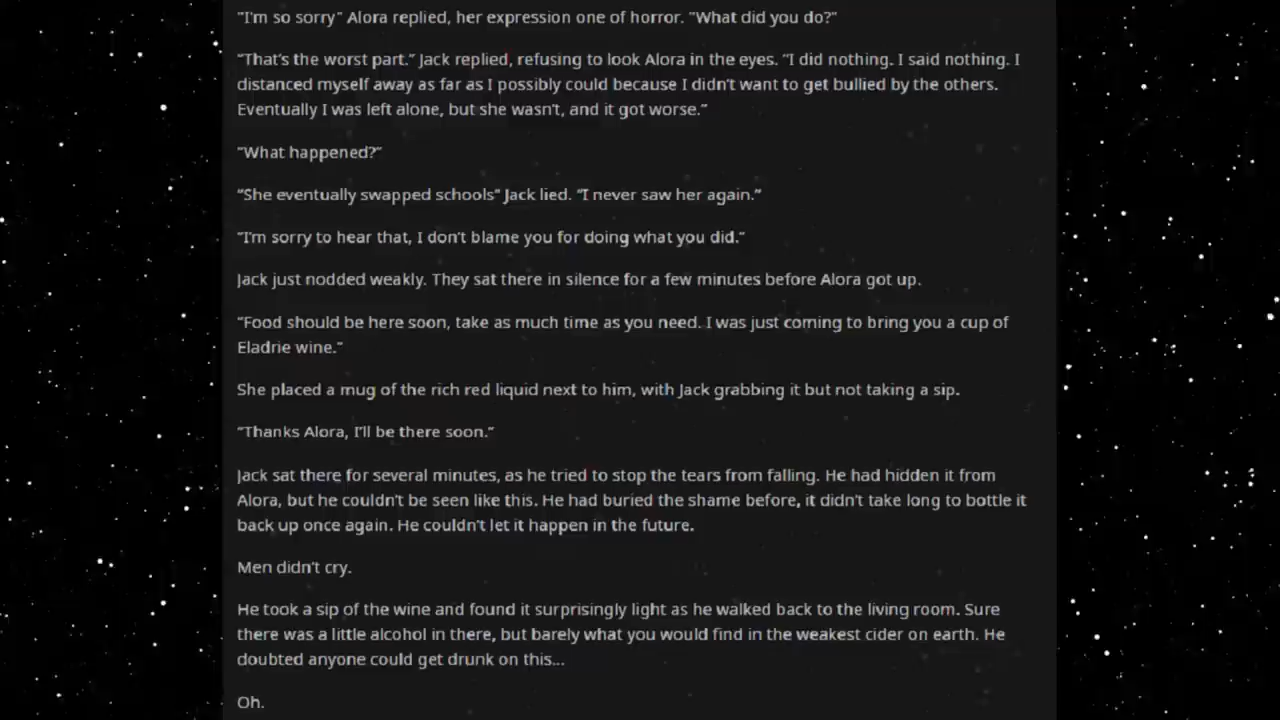 "I'm so sorry" Alora replied, her expression one of horror. "What did you do?"
"That's the worst part." Jack replied, refusing to look Alora in the eyes. "I did nothing. I said nothing. I
distanced myself away as far as I possibly could because I didn't want to get bullied by the others.
Eventually I was left alone, but she wasn't, and it got worse."
"What happened?"
"She eventually swapped schools" Jack lied. "I never saw her again."
"I'm sorry to hear that, I don't blame you for doing what you did."
Jack just nodded weakly. They sat there in silence for a few minutes before Alora got up.
"Food should be here soon, take as much time as you need. I was just coming to bring you a cup of
Eladrie wine."
She placed a mug of the rich red liquid next to him, with Jack grabbing it but not taking a sip.
"Thanks Alora, I'll be there soon."
Jack sat there for several minutes, as he tried to stop the tears from falling. He had hidden it from
Alora, but he couldn't be seen like this. He had buried the shame before, it didn't take long to bottle it
back up once again. He couldn't let it happen in the future.
Men didn't cry.
He took a sip of the wine and found it surprisingly light as he walked back to the living room. Sure
there was a little alcohol in there, but barely what you would find in the weakest cider on earth. He
doubted anyone could get drunk on this...
Oh.